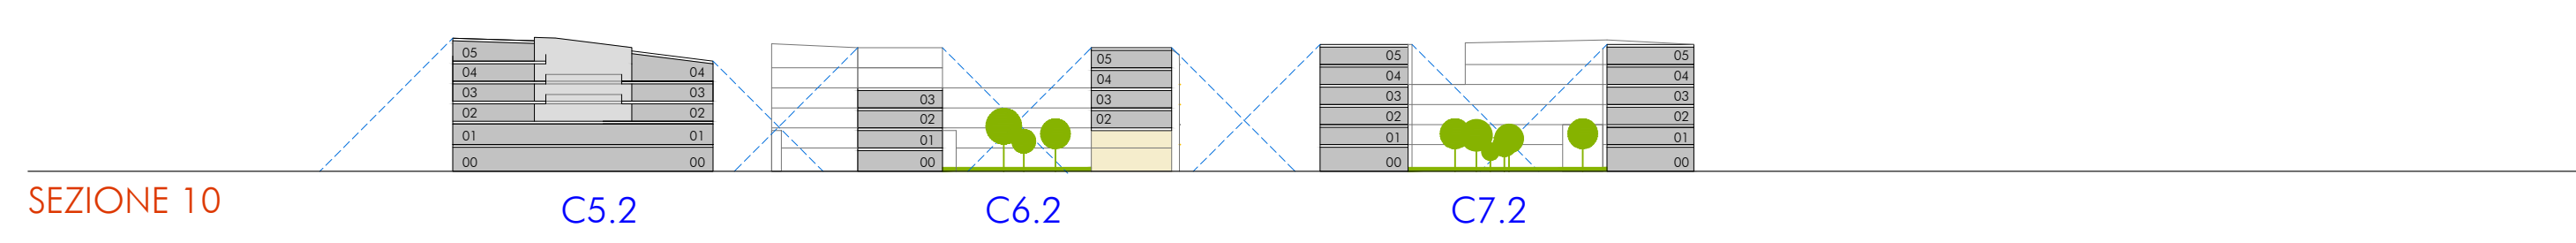 05 05 05 05
04 04 04 04 04
03 03 03 03 03 03
02 02 02 02 02 02
01 01 01 01 01
00 00 00 00 00
SEZIONE 10
C5.2 C6.2 C7.2